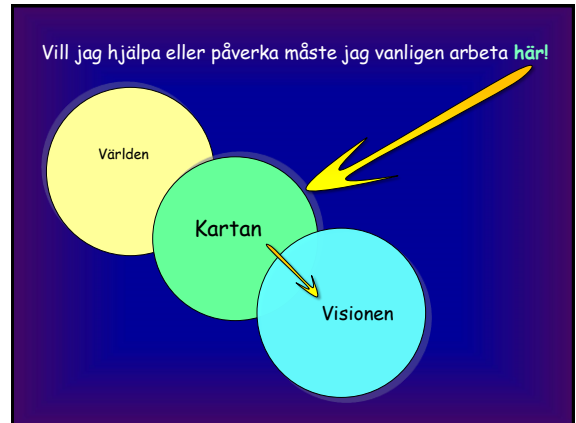 Vill jag hjälpa eller påverka måste jag vanligen arbeta här!
Världen
Kartan
Visionen